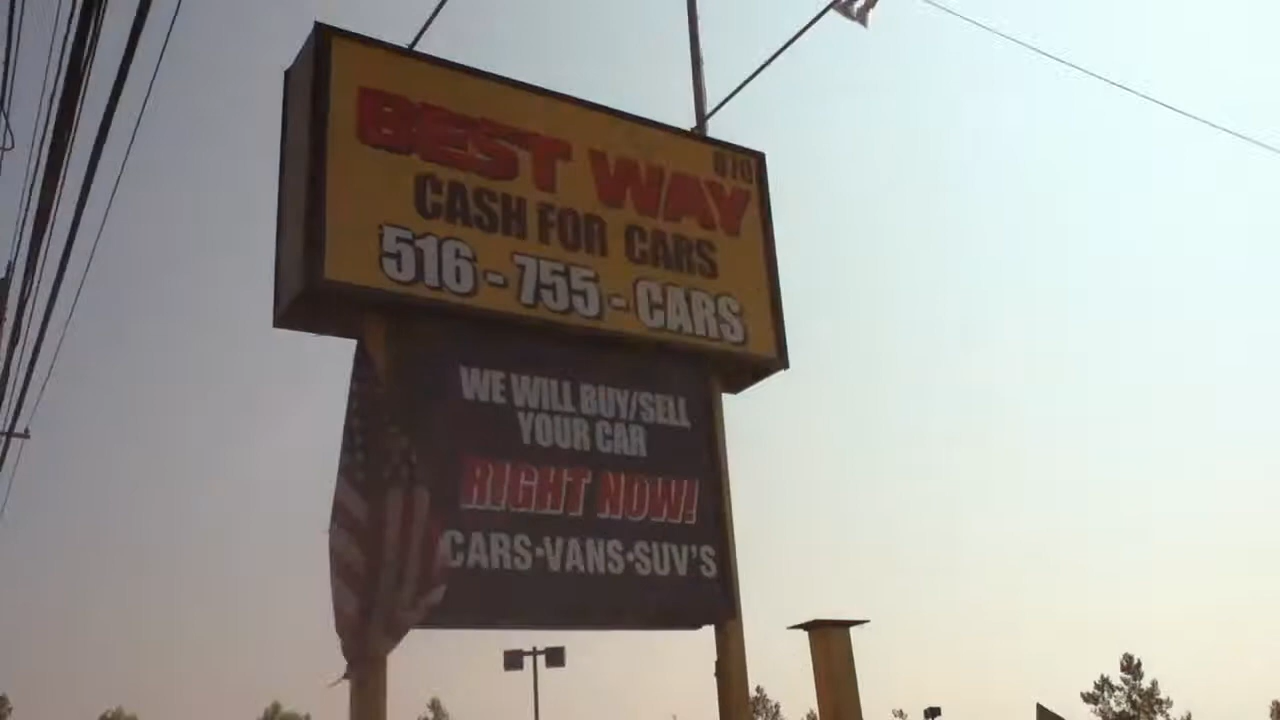 BEST WAY
870
CASH FOR CARS
516-755-CARS
WE WILL BUY/SELL
YOUR CAR
RIGHT NOW!
CARS·VANS·SUV'S